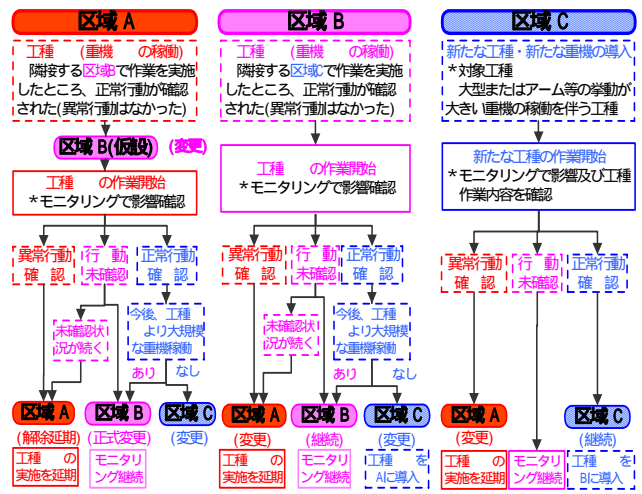 区域 A
工種　(重機　の稼働)
隣接する区域Bで作業を実施
したところ、正常行動が確認
された(異常行動はなかった)
区域 B(仮設)
(変更)
工種　の作業開始
＊モニタリングで影響確認
異常行動
確　認
行　動
未確認
正常行動
確　認
未確認状
況が続く
今後、工種
より大規模
な重機稼動
あり
なし
区域 A
(解除延期)
工種　の
実施を延期
区域 B
(正式変更)
モニタリ
ング継続
区域 C
(変更)
区域 B
工種　(重機　の稼働)
隣接する区域Cで作業を実施
したところ、正常行動が確認
された(異常行動はなかった)
工種　の作業開始
＊モニタリングで影響確認
異常行動
確　認
行　動
未確認
正常行動
確　認
未確認状
況が続く
今後、工種
より大規模
な重機稼動
あり
なし
区域 A
(変更)
工種　の
実施を延期
区域 B
(継続)
モニタリ
ング継続
区域 C
(変更)
工種　を
Aに導入
区域 C
新たな工種・新たな重機の導入
＊対象工種
大型またはアーム等の挙動が
大きい重機の稼動を伴う工種
新たな工種の作業開始
＊モニタリングで影響及び工種
作業内容を確認
異常行動
確　認
行　動
未確認
正常行動
確　認
区域 A
(変更)
工種　の
実施を延期
モニタリ
ング継続
区域 C
(継続)
工種　を
Bに導入